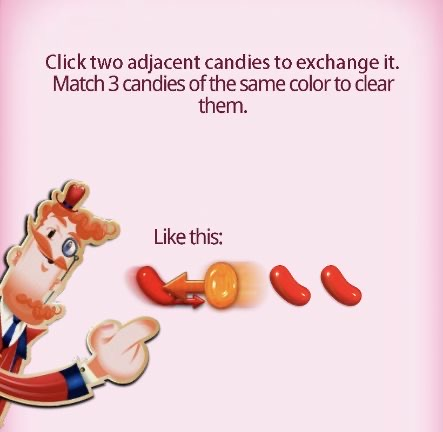 Click two adjacent candies to exchange it.
Match 3 candies of the same color to clear
them.
Like this: